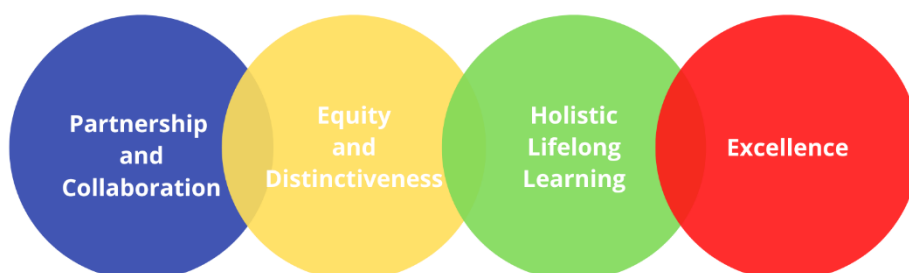 Partnership
and
Collaboration
Equity
and
Distinctiveness
Holistic
Lifelong
Learning
Excellence